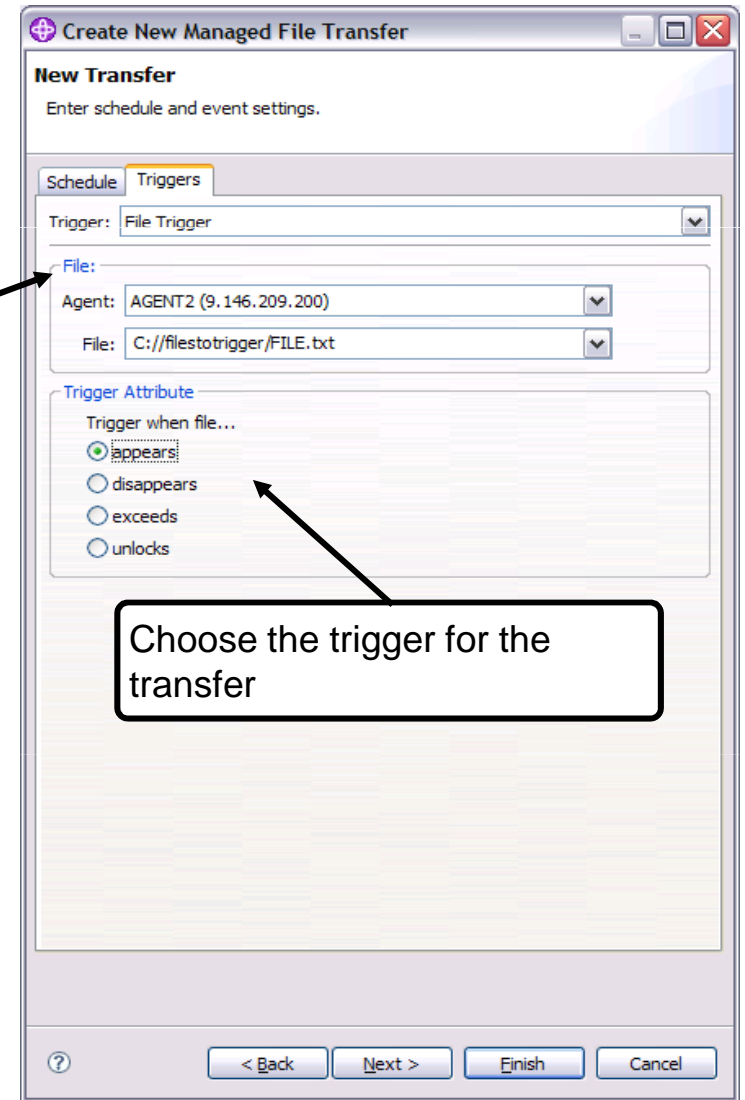 Create New Managed File Transfer
New Transfer
Enter schedule and event settings.
Schedule Triggers
Trigger: File Trigger
File:
Agent: AGENT2 (9.146.209.200)
File: C://filestotrigger/FILE.txt
Trigger Attribute
Trigger when file...
appears
disappears
exceeds
unlocks
Choose the trigger for the
transfer
? < Back Next > Finish Cancel